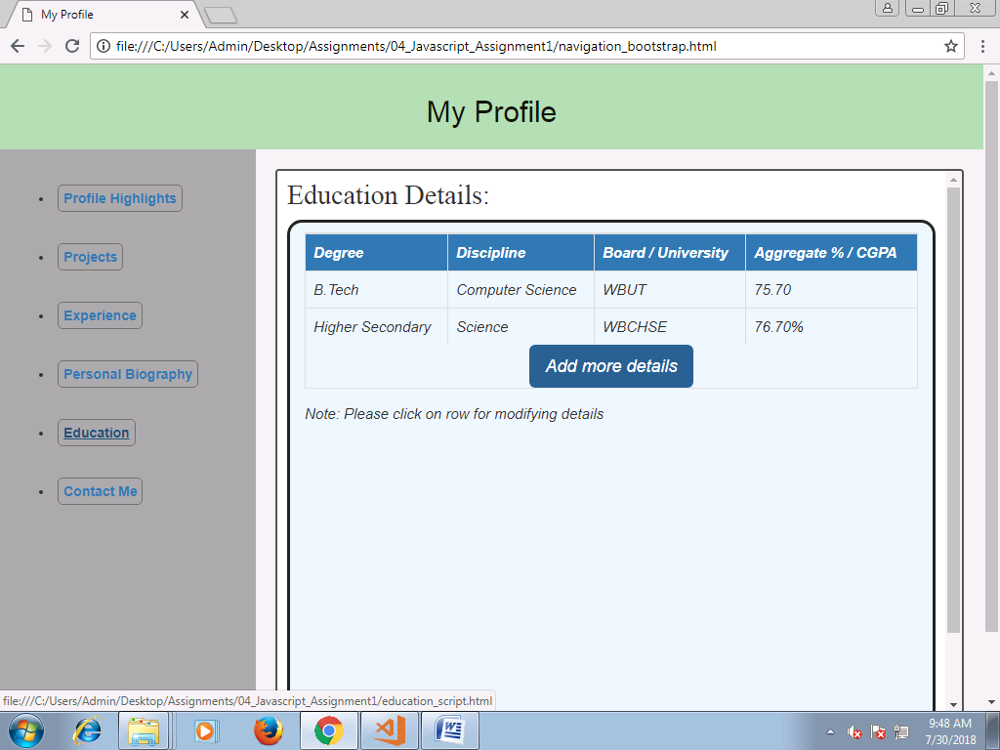 My Profile
file:///C:/Users/Admin/Desktop/Assignments/04_Javascript_Assignment1/navigation_bootstrap.html
My Profile
Profile Highlights
Projects
Experience
Personal Biography
Education
Contact Me
Education Details:
Degree Discipline Board / University Aggregate % / CGPA
B.Tech Computer Science WBUT 75.70
Higher Secondary Science WBCHSE 76.70%
Add more details
Note: Please click on row for modifying details
file:///C:/Users/Admin/Desktop/Assignments/04_Javascript_Assignment1/education_script.html
9:48 AM
7/30/2018